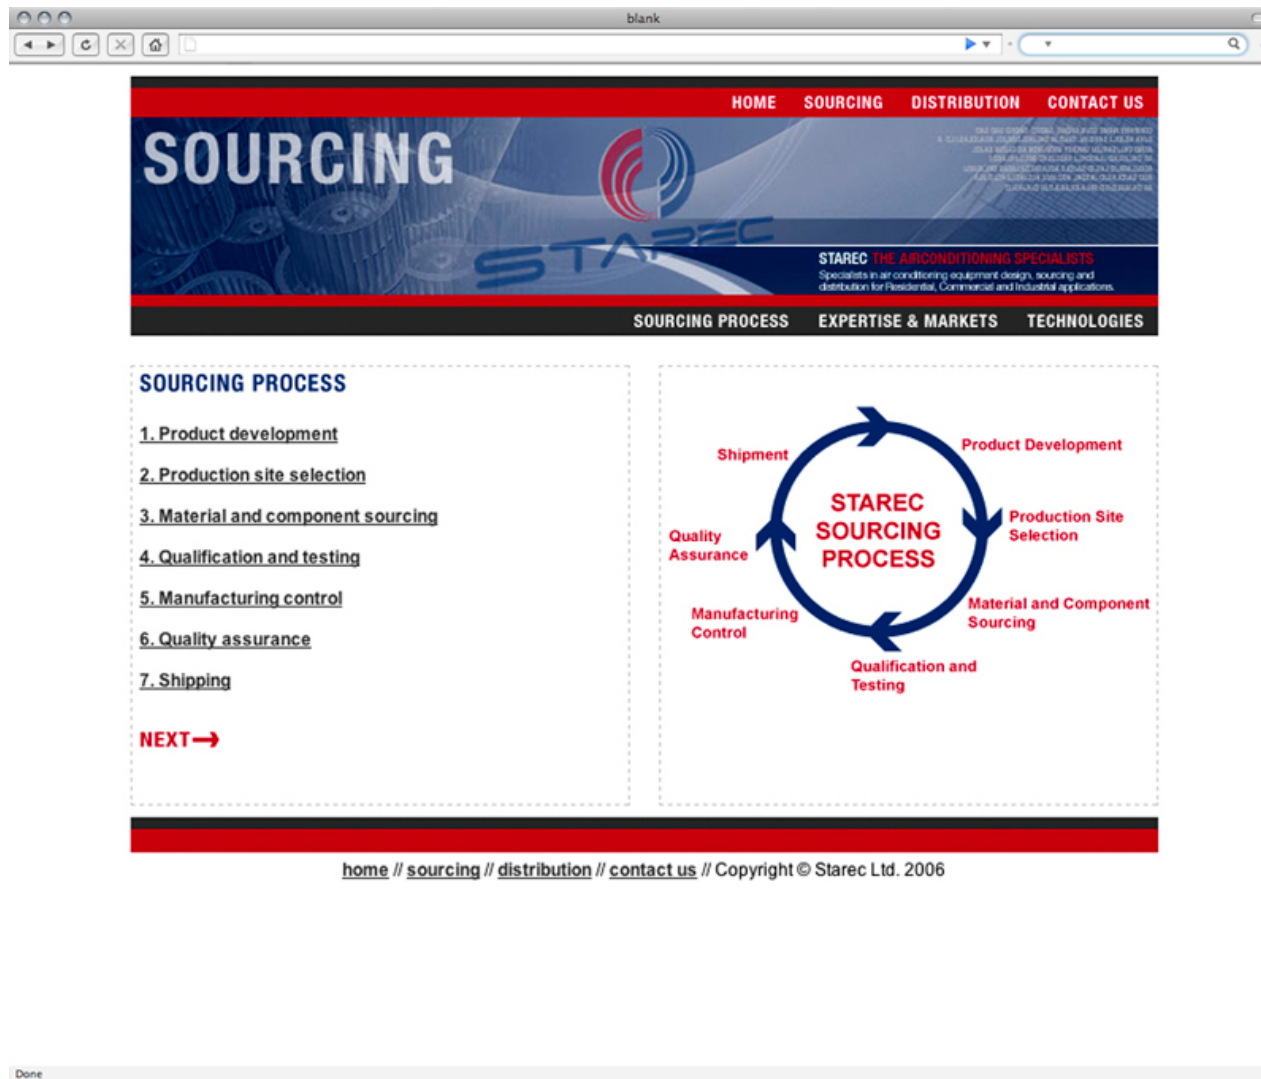 blank
HOME SOURCING DISTRIBUTION CONTACT US
SOURCING
STAREC
STAREC THE AIRCONDITIONING SPECIALISTS
Specialists in air conditioning equipment design, sourcing and
distribution for Residential, Commercial and Industrial applications.
SOURCING PROCESS EXPERTISE & MARKETS TECHNOLOGIES
SOURCING PROCESS
1. Product development
2. Production site selection
3. Material and component sourcing
4. Qualification and testing
5. Manufacturing control
6. Quality assurance
7. Shipping
NEXT
STAREC
SOURCING
PROCESS
Product Development
Production Site
Selection
Material and Component
Sourcing
Qualification and
Testing
Manufacturing
Control
Quality
Assurance
Shipment
home // sourcing // distribution // contact us // Copyright © Starec Ltd. 2006
Done